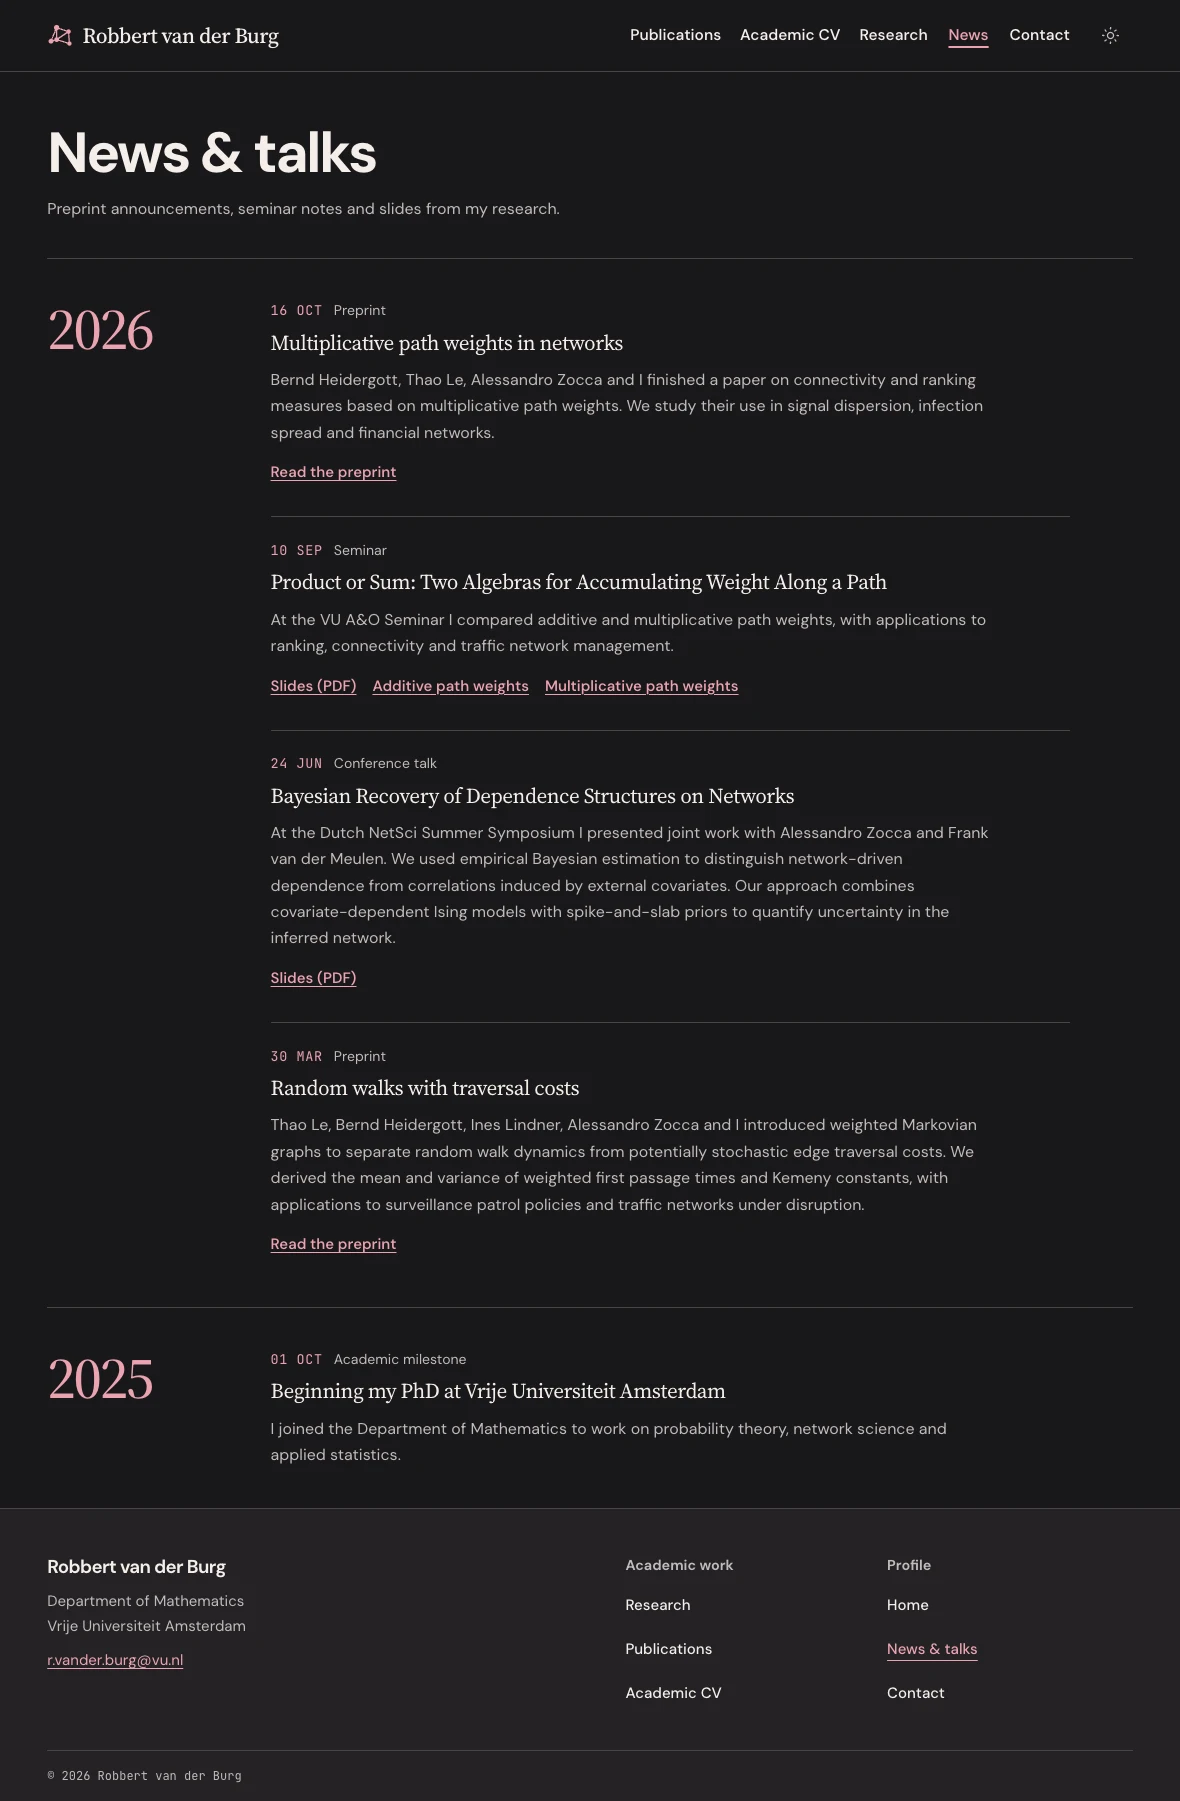 Robbert van der Burg
Publications Academic CV Research News Contact
News & talks
Preprint announcements, seminar notes and slides from my research.
2026
16 OCT Preprint
Multiplicative path weights in networks
Bernd Heidergott, Thao Le, Alessandro Zocca and I finished a paper on connectivity and ranking
measures based on multiplicative path weights. We study their use in signal dispersion, infection
spread and financial networks.
Read the preprint
10 SEP Seminar
Product or Sum: Two Algebras for Accumulating Weight Along a Path
At the VU A&O Seminar I compared additive and multiplicative path weights, with applications to
ranking, connectivity and traffic network management.
Slides (PDF) Additive path weights Multiplicative path weights
24 JUN Conference talk
Bayesian Recovery of Dependence Structures on Networks
At the Dutch NetSci Summer Symposium I presented joint work with Alessandro Zocca and Frank
van der Meulen. We used empirical Bayesian estimation to distinguish network-driven
dependence from correlations induced by external covariates. Our approach combines
covariate-dependent Ising models with spike-and-slab priors to quantify uncertainty in the
inferred network.
Slides (PDF)
30 MAR Preprint
Random walks with traversal costs
Thao Le, Bernd Heidergott, Ines Lindner, Alessandro Zocca and I introduced weighted Markovian
graphs to separate random walk dynamics from potentially stochastic edge traversal costs. We
derived the mean and variance of weighted first passage times and Kemeny constants, with
applications to surveillance patrol policies and traffic networks under disruption.
Read the preprint
2025
01 OCT Academic milestone
Beginning my PhD at Vrije Universiteit Amsterdam
I joined the Department of Mathematics to work on probability theory, network science and
applied statistics.
Robbert van der Burg
Department of Mathematics
Vrije Universiteit Amsterdam
r.vander.burg@vu.nl
Academic work
Research
Publications
Academic CV
Profile
Home
News & talks
Contact
© 2026 Robbert van der Burg